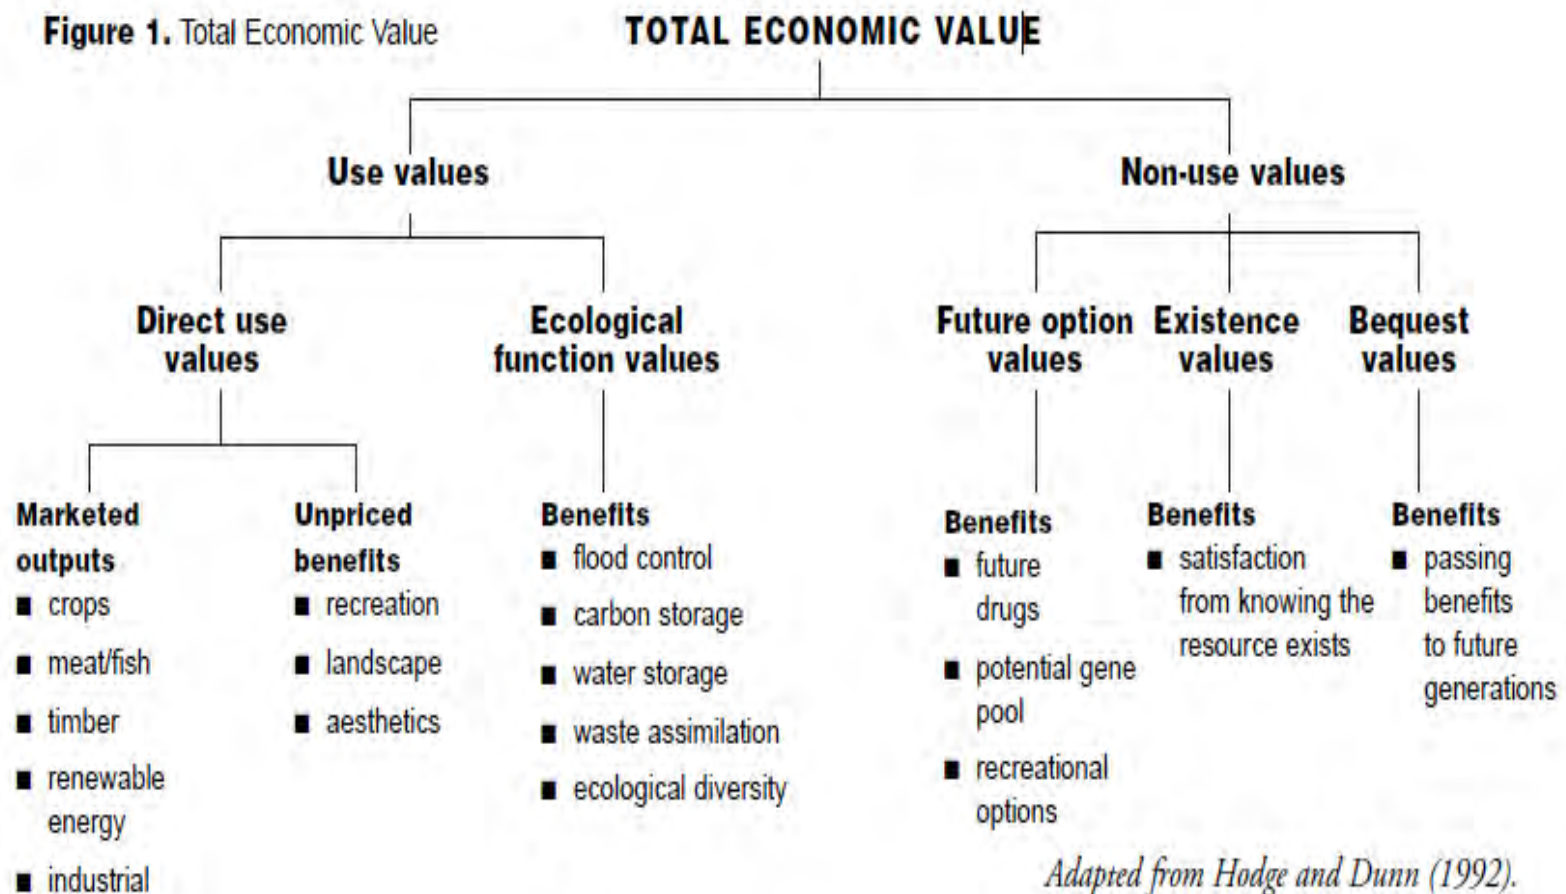 Figure 1. Total Economic Value
TOTAL ECONOMIC VALUE
Use values
Non-use values
Direct use
values
Ecological
function values
Future option
values
Existence
values
Bequest
values
Marketed
outputs
■ crops
■ meat/fish
■ timber
■ renewable
energy
■ industrial
Unpriced
benefits
■ recreation
■ landscape
■ aesthetics
Benefits
■ flood control
■ carbon storage
■ water storage
■ waste assimilation
■ ecological diversity
Benefits
■ future
drugs
■ potential gene
pool
■ recreational
options
Benefits
■ satisfaction
from knowing the
resource exists
Benefits
■ passing
benefits
to future
generations
Adapted from Hodge and Dunn (1992).